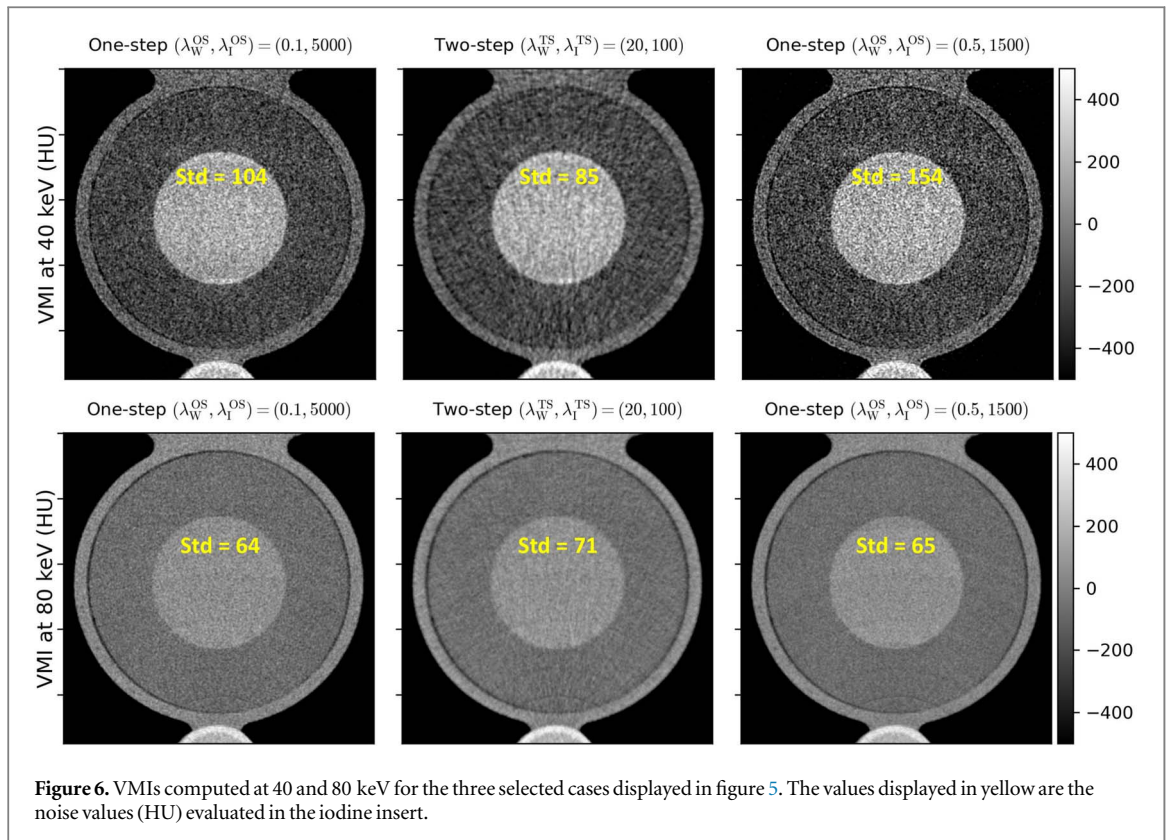 One-step (λ_W^OS, λ_I^OS) = (0.1, 5000)
Two-step (λ_W^TS, λ_I^TS) = (20, 100)
One-step (λ_W^OS, λ_I^OS) = (0.5, 1500)
VMI at 40 keV (HU)
Std = 104
Std = 85
Std = 154
400
200
0
−200
−400
One-step (λ_W^OS, λ_I^OS) = (0.1, 5000)
Two-step (λ_W^TS, λ_I^TS) = (20, 100)
One-step (λ_W^OS, λ_I^OS) = (0.5, 1500)
VMI at 80 keV (HU)
Std = 64
Std = 71
Std = 65
400
200
0
−200
−400
Figure 6. VMIs computed at 40 and 80 keV for the three selected cases displayed in figure 5. The values displayed in yellow are the
noise values (HU) evaluated in the iodine insert.